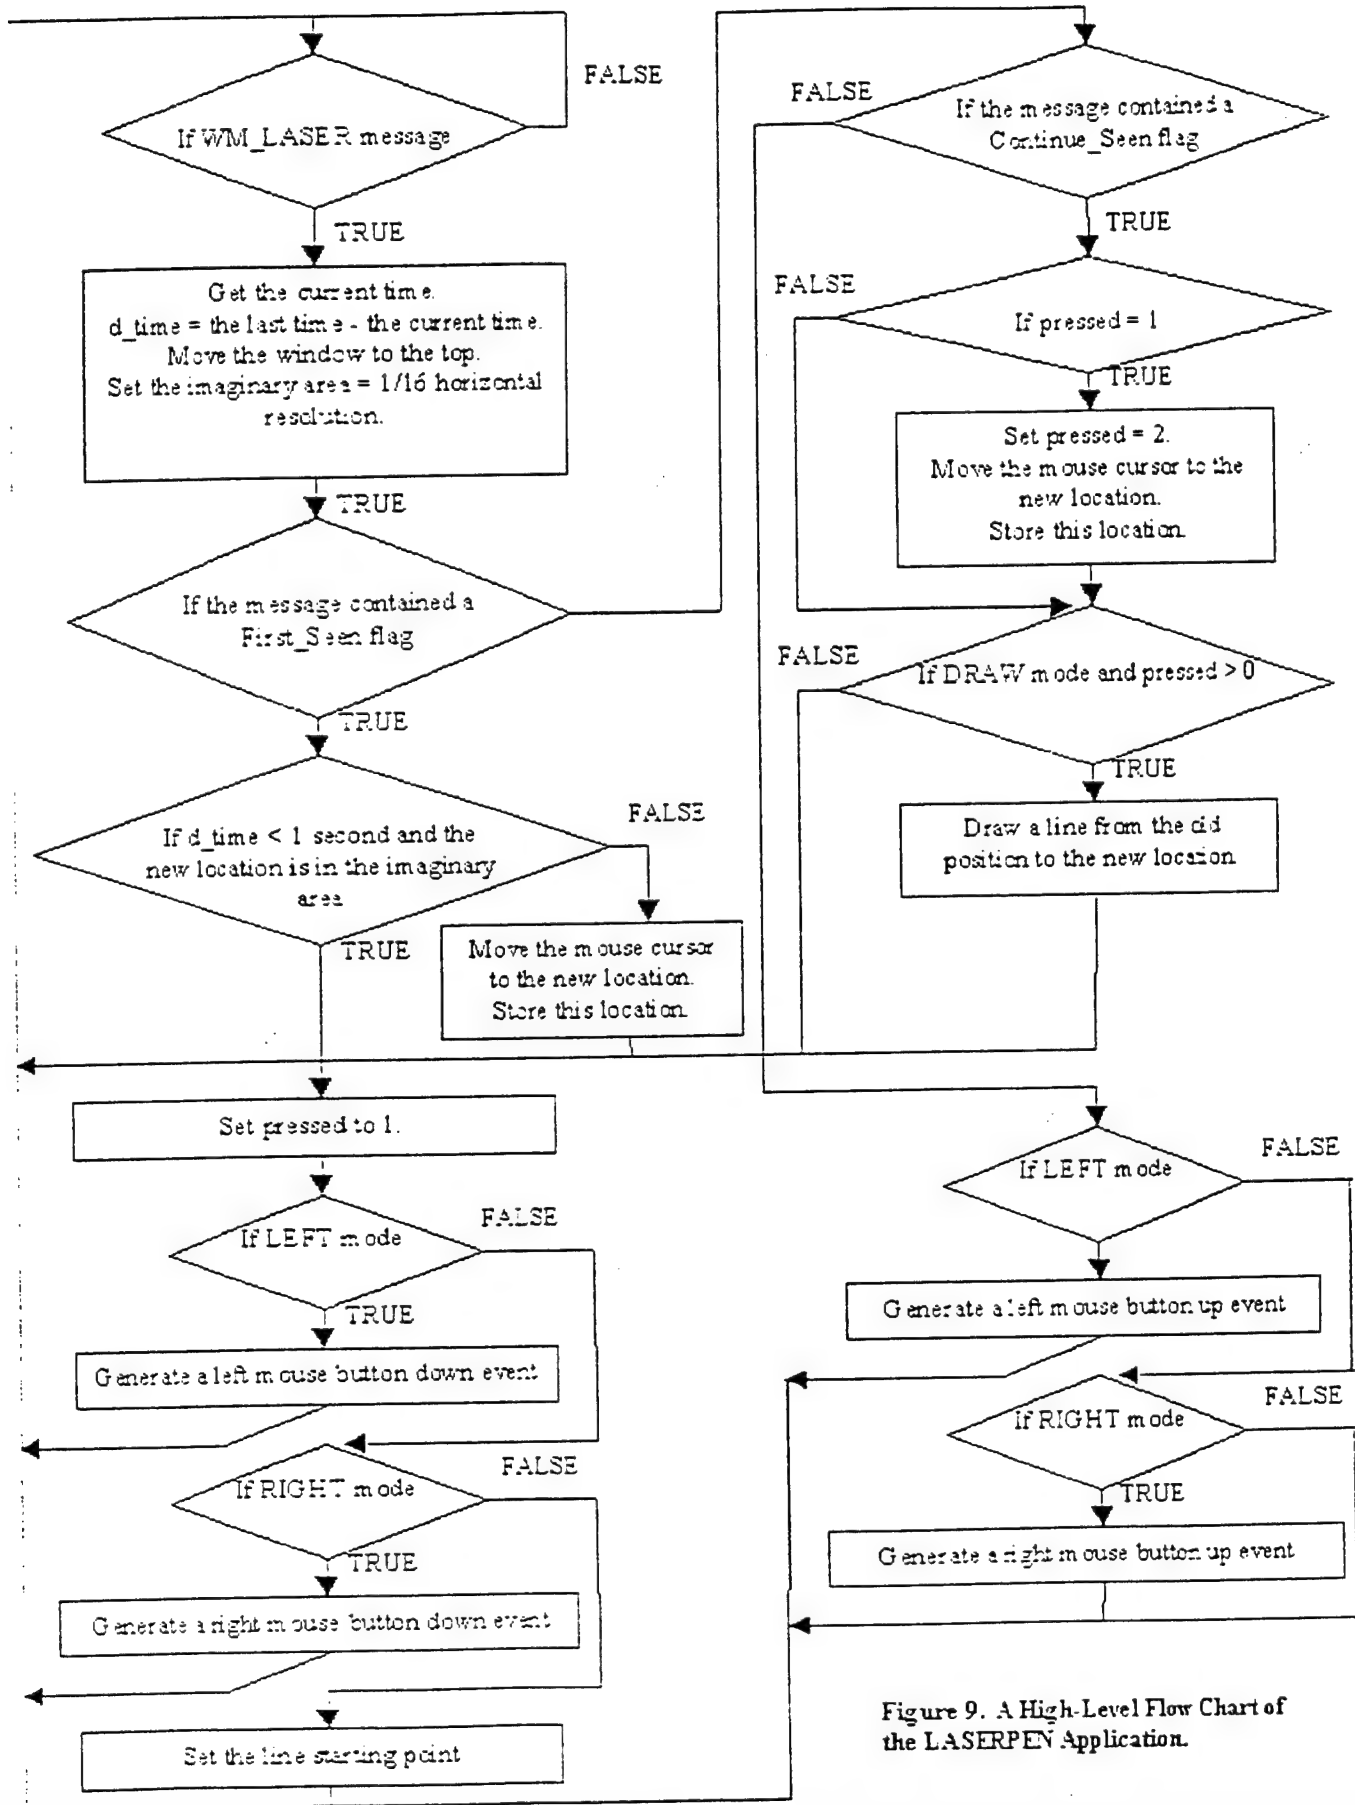 FALSE
If WM_LASER message
TRUE
Get the current time.
d_time = the last time - the current time.
Move the window to the top.
Set the imaginary area = 1/16 horizontal
resolution.
TRUE
If the message contained a
First_Seen flag
TRUE
If d_time < 1 second and the
new location is in the imaginary
area
FALSE
TRUE
Move the mouse cursor
to the new location.
Store this location.
Set pressed to 1.
If LEFT mode
FALSE
TRUE
Generate a left mouse button down event
If RIGHT mode
FALSE
TRUE
Generate a right mouse button down event
Set the line starting point
FALSE
If the message contained a
Continue_Seen flag
TRUE
FALSE
If pressed = 1
TRUE
Set pressed = 2.
Move the mouse cursor to the
new location.
Store this location.
FALSE
If DRAW mode and pressed > 0
TRUE
Draw a line from the old
position to the new location
If LEFT mode
FALSE
Generate a left mouse button up event
If RIGHT mode
FALSE
TRUE
Generate a right mouse button up event
Figure 9. A High-Level Flow Chart of
the LASERPEN Application.